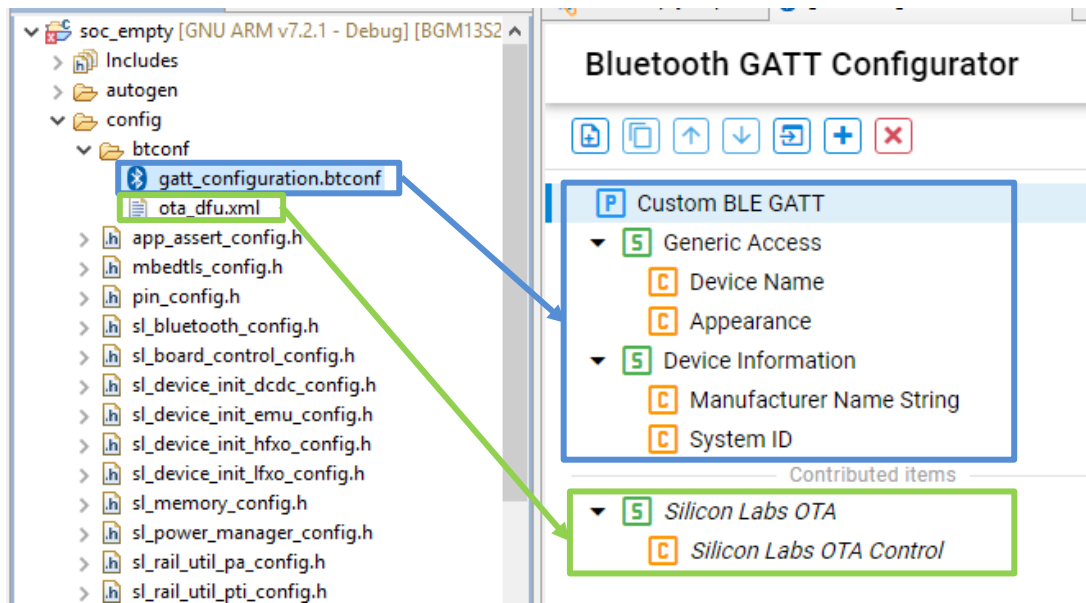 soc_empty [GNU ARM v7.2.1 - Debug] [BGM13S2
Includes
autogen
config
btconf
gatt_configuration.btconf
ota_dfu.xml
.h app_assert_config.h
.h mbedtls_config.h
.h pin_config.h
.h sl_bluetooth_config.h
.h sl_board_control_config.h
.h sl_device_init_dcdc_config.h
.h sl_device_init_emu_config.h
.h sl_device_init_hfxo_config.h
.h sl_device_init_lfxo_config.h
.h sl_memory_config.h
.h sl_power_manager_config.h
.h sl_rail_util_pa_config.h
.h sl_rail_util_pti_config.h
Bluetooth GATT Configurator
P Custom BLE GATT
S Generic Access
C Device Name
C Appearance
S Device Information
C Manufacturer Name String
C System ID
Contributed items
S Silicon Labs OTA
C Silicon Labs OTA Control